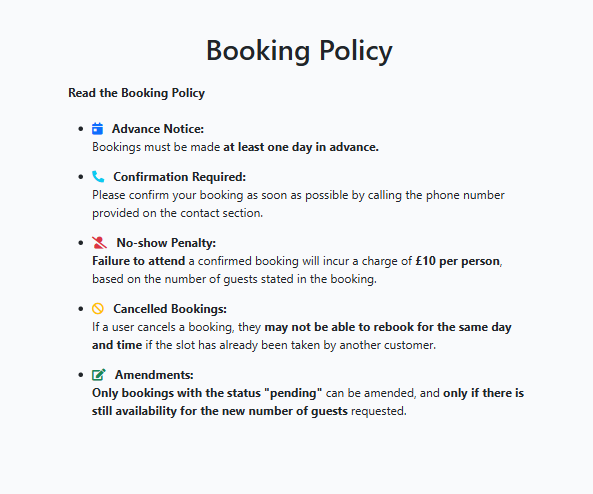 Booking Policy
Read the Booking Policy
Advance Notice:
Bookings must be made at least one day in advance.
Confirmation Required:
Please confirm your booking as soon as possible by calling the phone number
provided on the contact section.
No-show Penalty:
Failure to attend a confirmed booking will incur a charge of £10 per person,
based on the number of guests stated in the booking.
Cancelled Bookings:
If a user cancels a booking, they may not be able to rebook for the same day
and time if the slot has already been taken by another customer.
Amendments:
Only bookings with the status "pending" can be amended, and only if there is
still availability for the new number of guests requested.